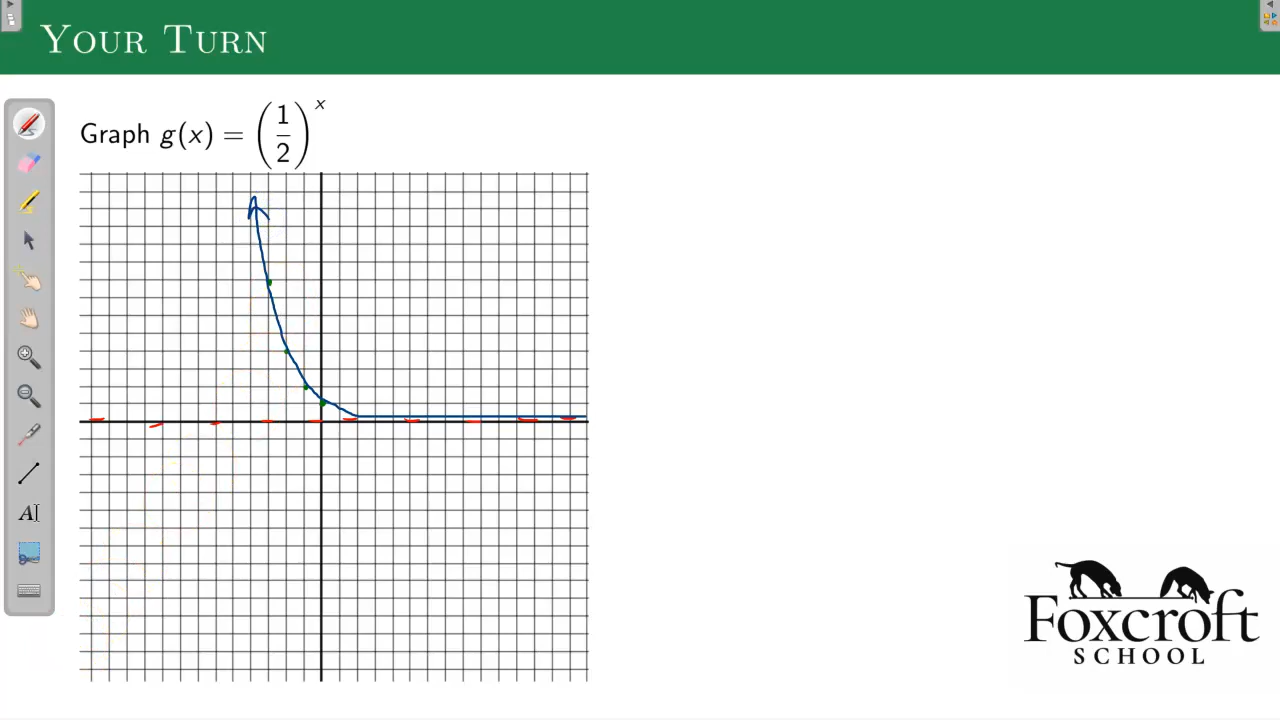 Your Turn
Graph g(x) = (1/2)^x
A
Foxcroft
SCHOOL